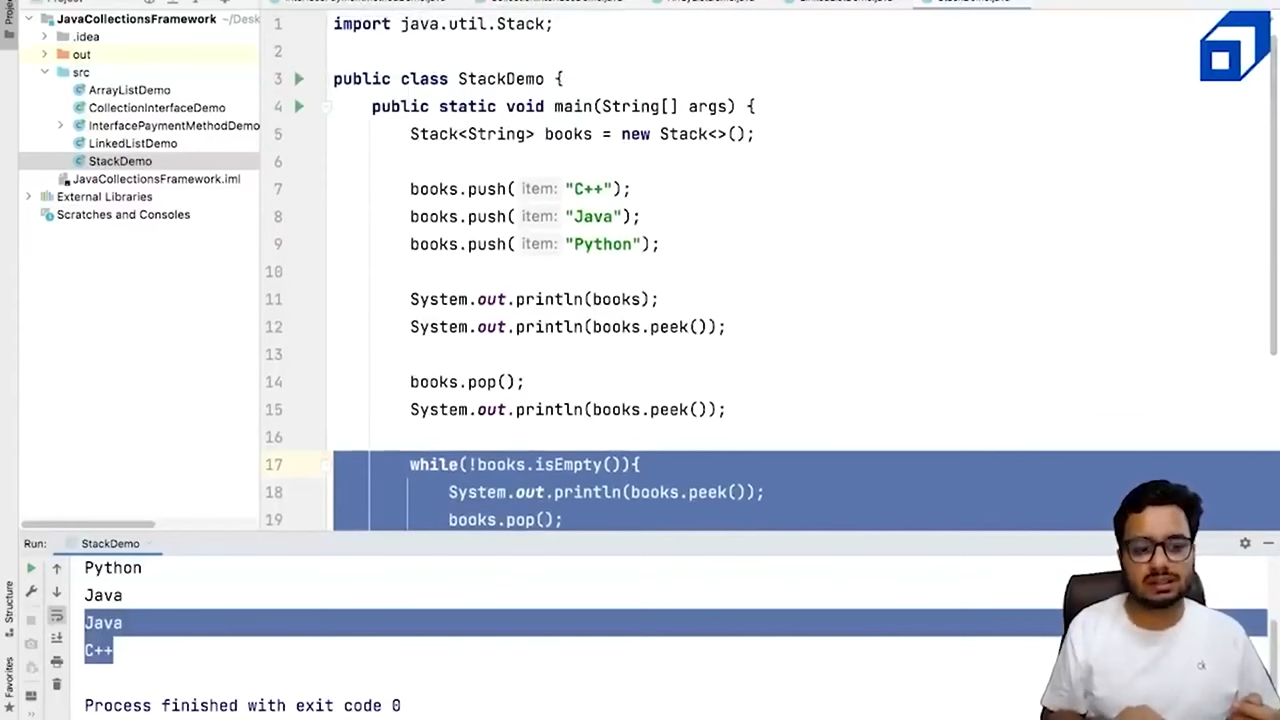 JavaCollectionsFramework ~/Desk
.idea
out
src
ArrayListDemo
CollectionInterfaceDemo
InterfacePaymentMethodDemo
LinkedListDemo
StackDemo
JavaCollectionsFramework.iml
External Libraries
Scratches and Consoles
1 import java.util.Stack;
2
3 public class StackDemo {
4 public static void main(String[] args) {
5 Stack<String> books = new Stack<>();
6
7 books.push( item: "C++");
8 books.push( item: "Java");
9 books.push( item: "Python");
10
11 System.out.println(books);
12 System.out.println(books.peek());
13
14 books.pop();
15 System.out.println(books.peek());
16
17 while(!books.isEmpty()){
18 System.out.println(books.peek());
19 books.pop();
Run: StackDemo
Python
Java
Java
C++
Process finished with exit code 0
Structure
Favorites